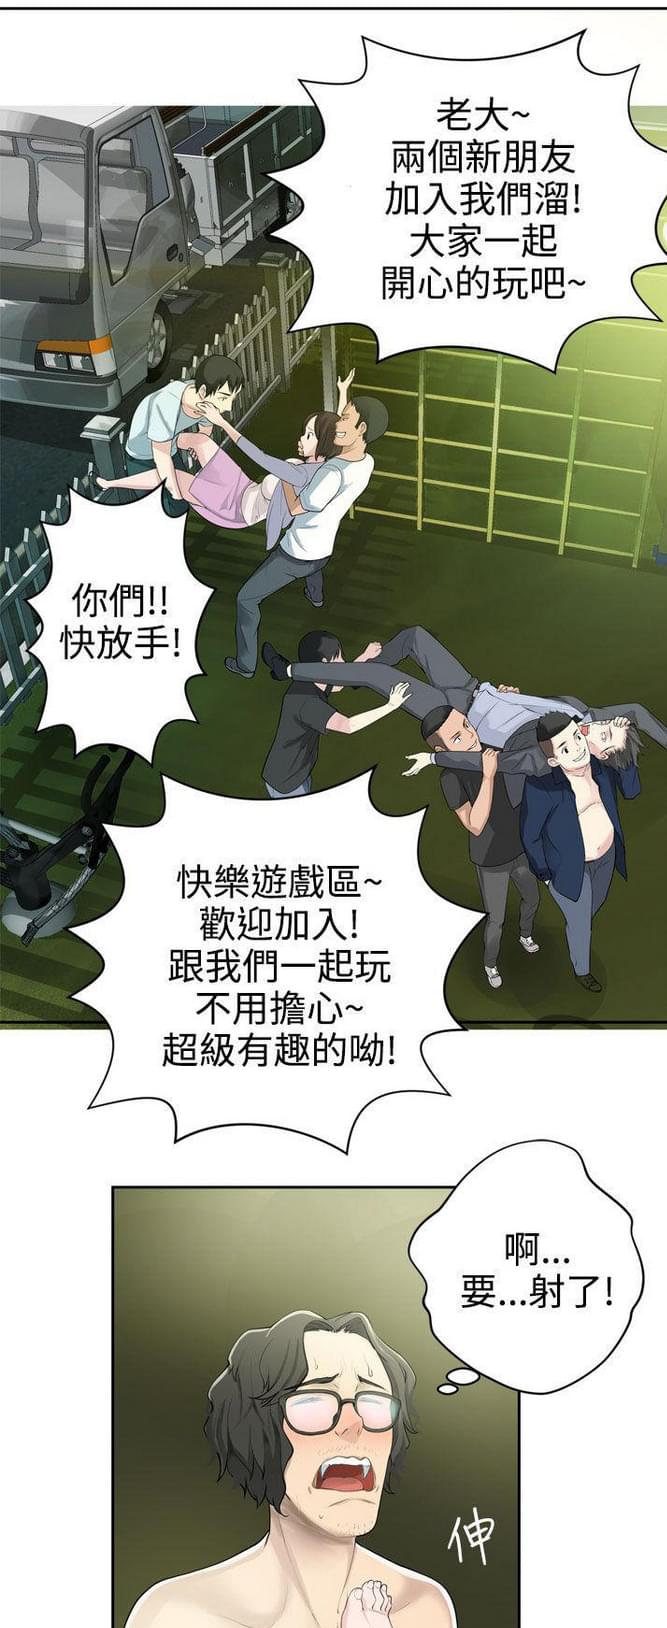 老大~
兩個新朋友
加入我們溜!
大家一起
開心的玩吧~
你們!!
快放手!
快樂遊戲區~
歡迎加入!
跟我們一起玩
不用擔心~
超級有趣的呦!
啊...
要...射了!
伸